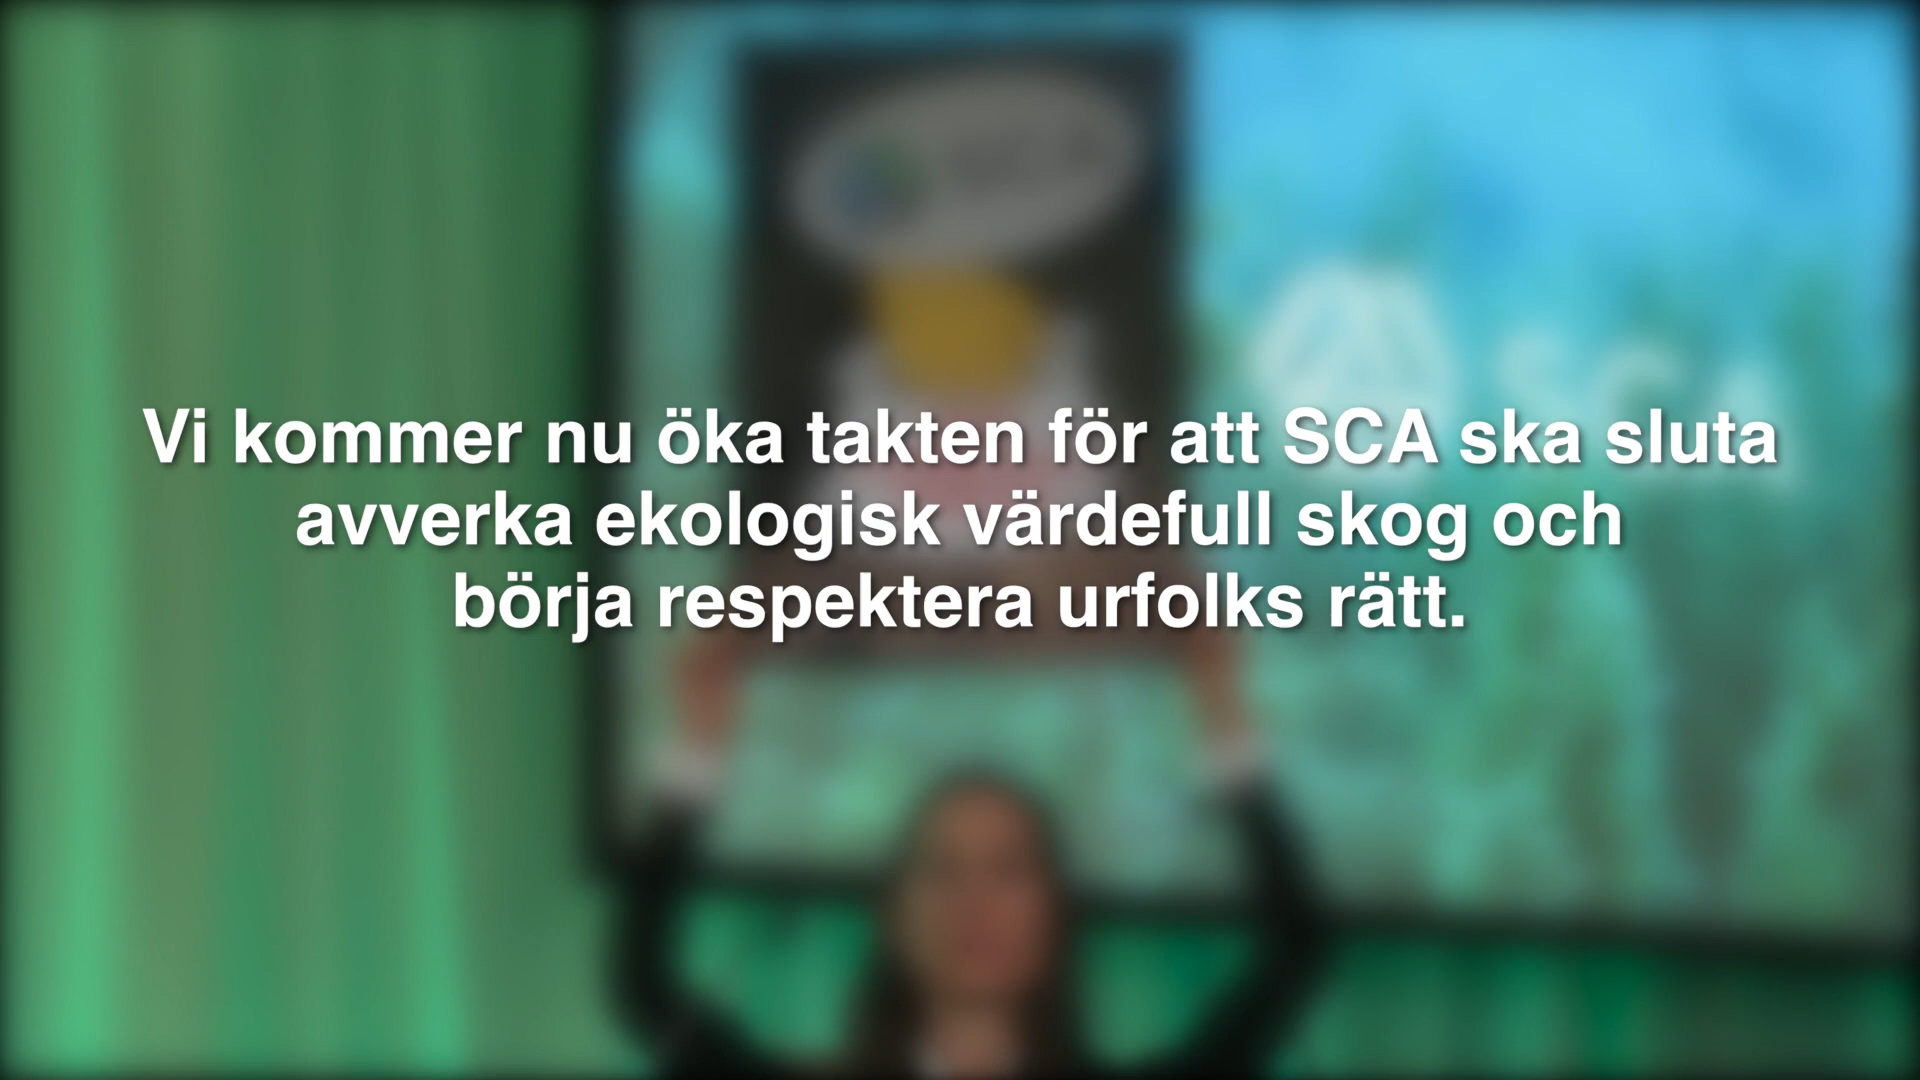 Vi kommer nu öka takten för att SCA ska sluta
avverka ekologisk värdefull skog och
börja respektera urfolks rätt.
SCA